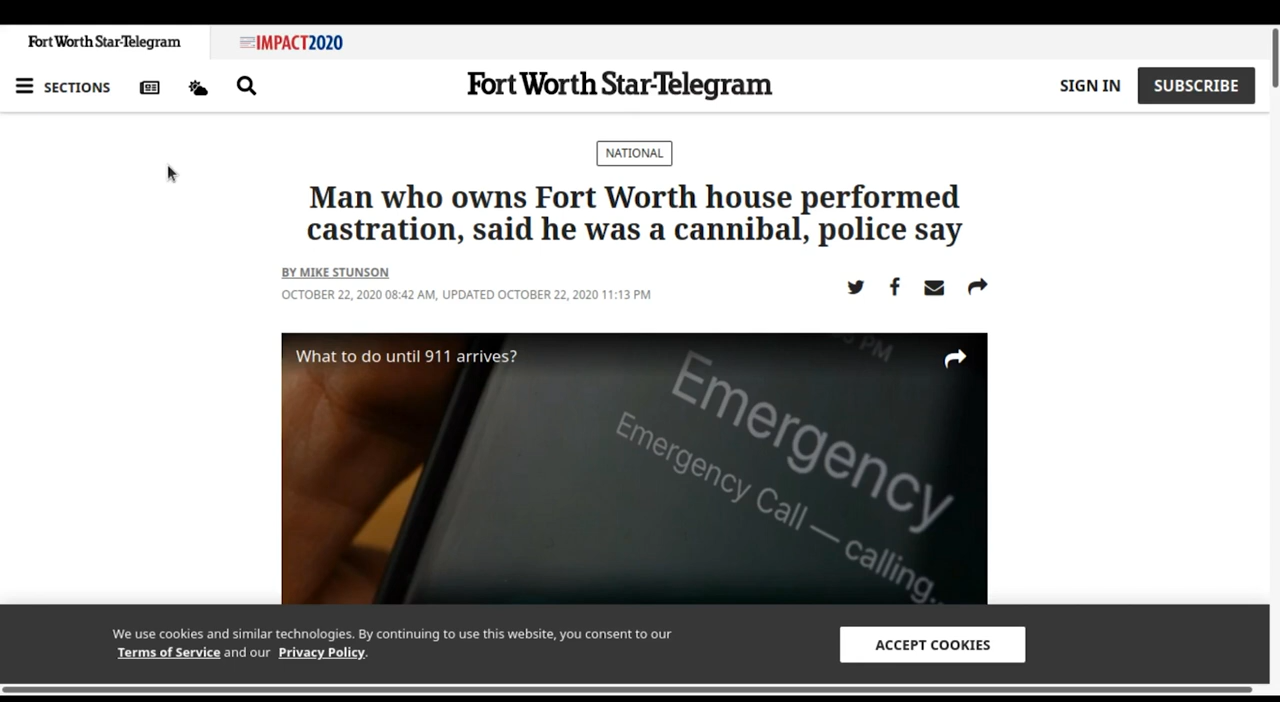 Fort Worth Star-Telegram
IMPACT2020
SECTIONS
Fort Worth Star-Telegram
SIGN IN
SUBSCRIBE
NATIONAL
Man who owns Fort Worth house performed
castration, said he was a cannibal, police say
BY MIKE STUNSON
OCTOBER 22, 2020 08:42 AM, UPDATED OCTOBER 22, 2020 11:13 PM
What to do until 911 arrives?
PM
Emergency
Emergency Call — calling...
We use cookies and similar technologies. By continuing to use this website, you consent to our
Terms of Service and our Privacy Policy.
ACCEPT COOKIES